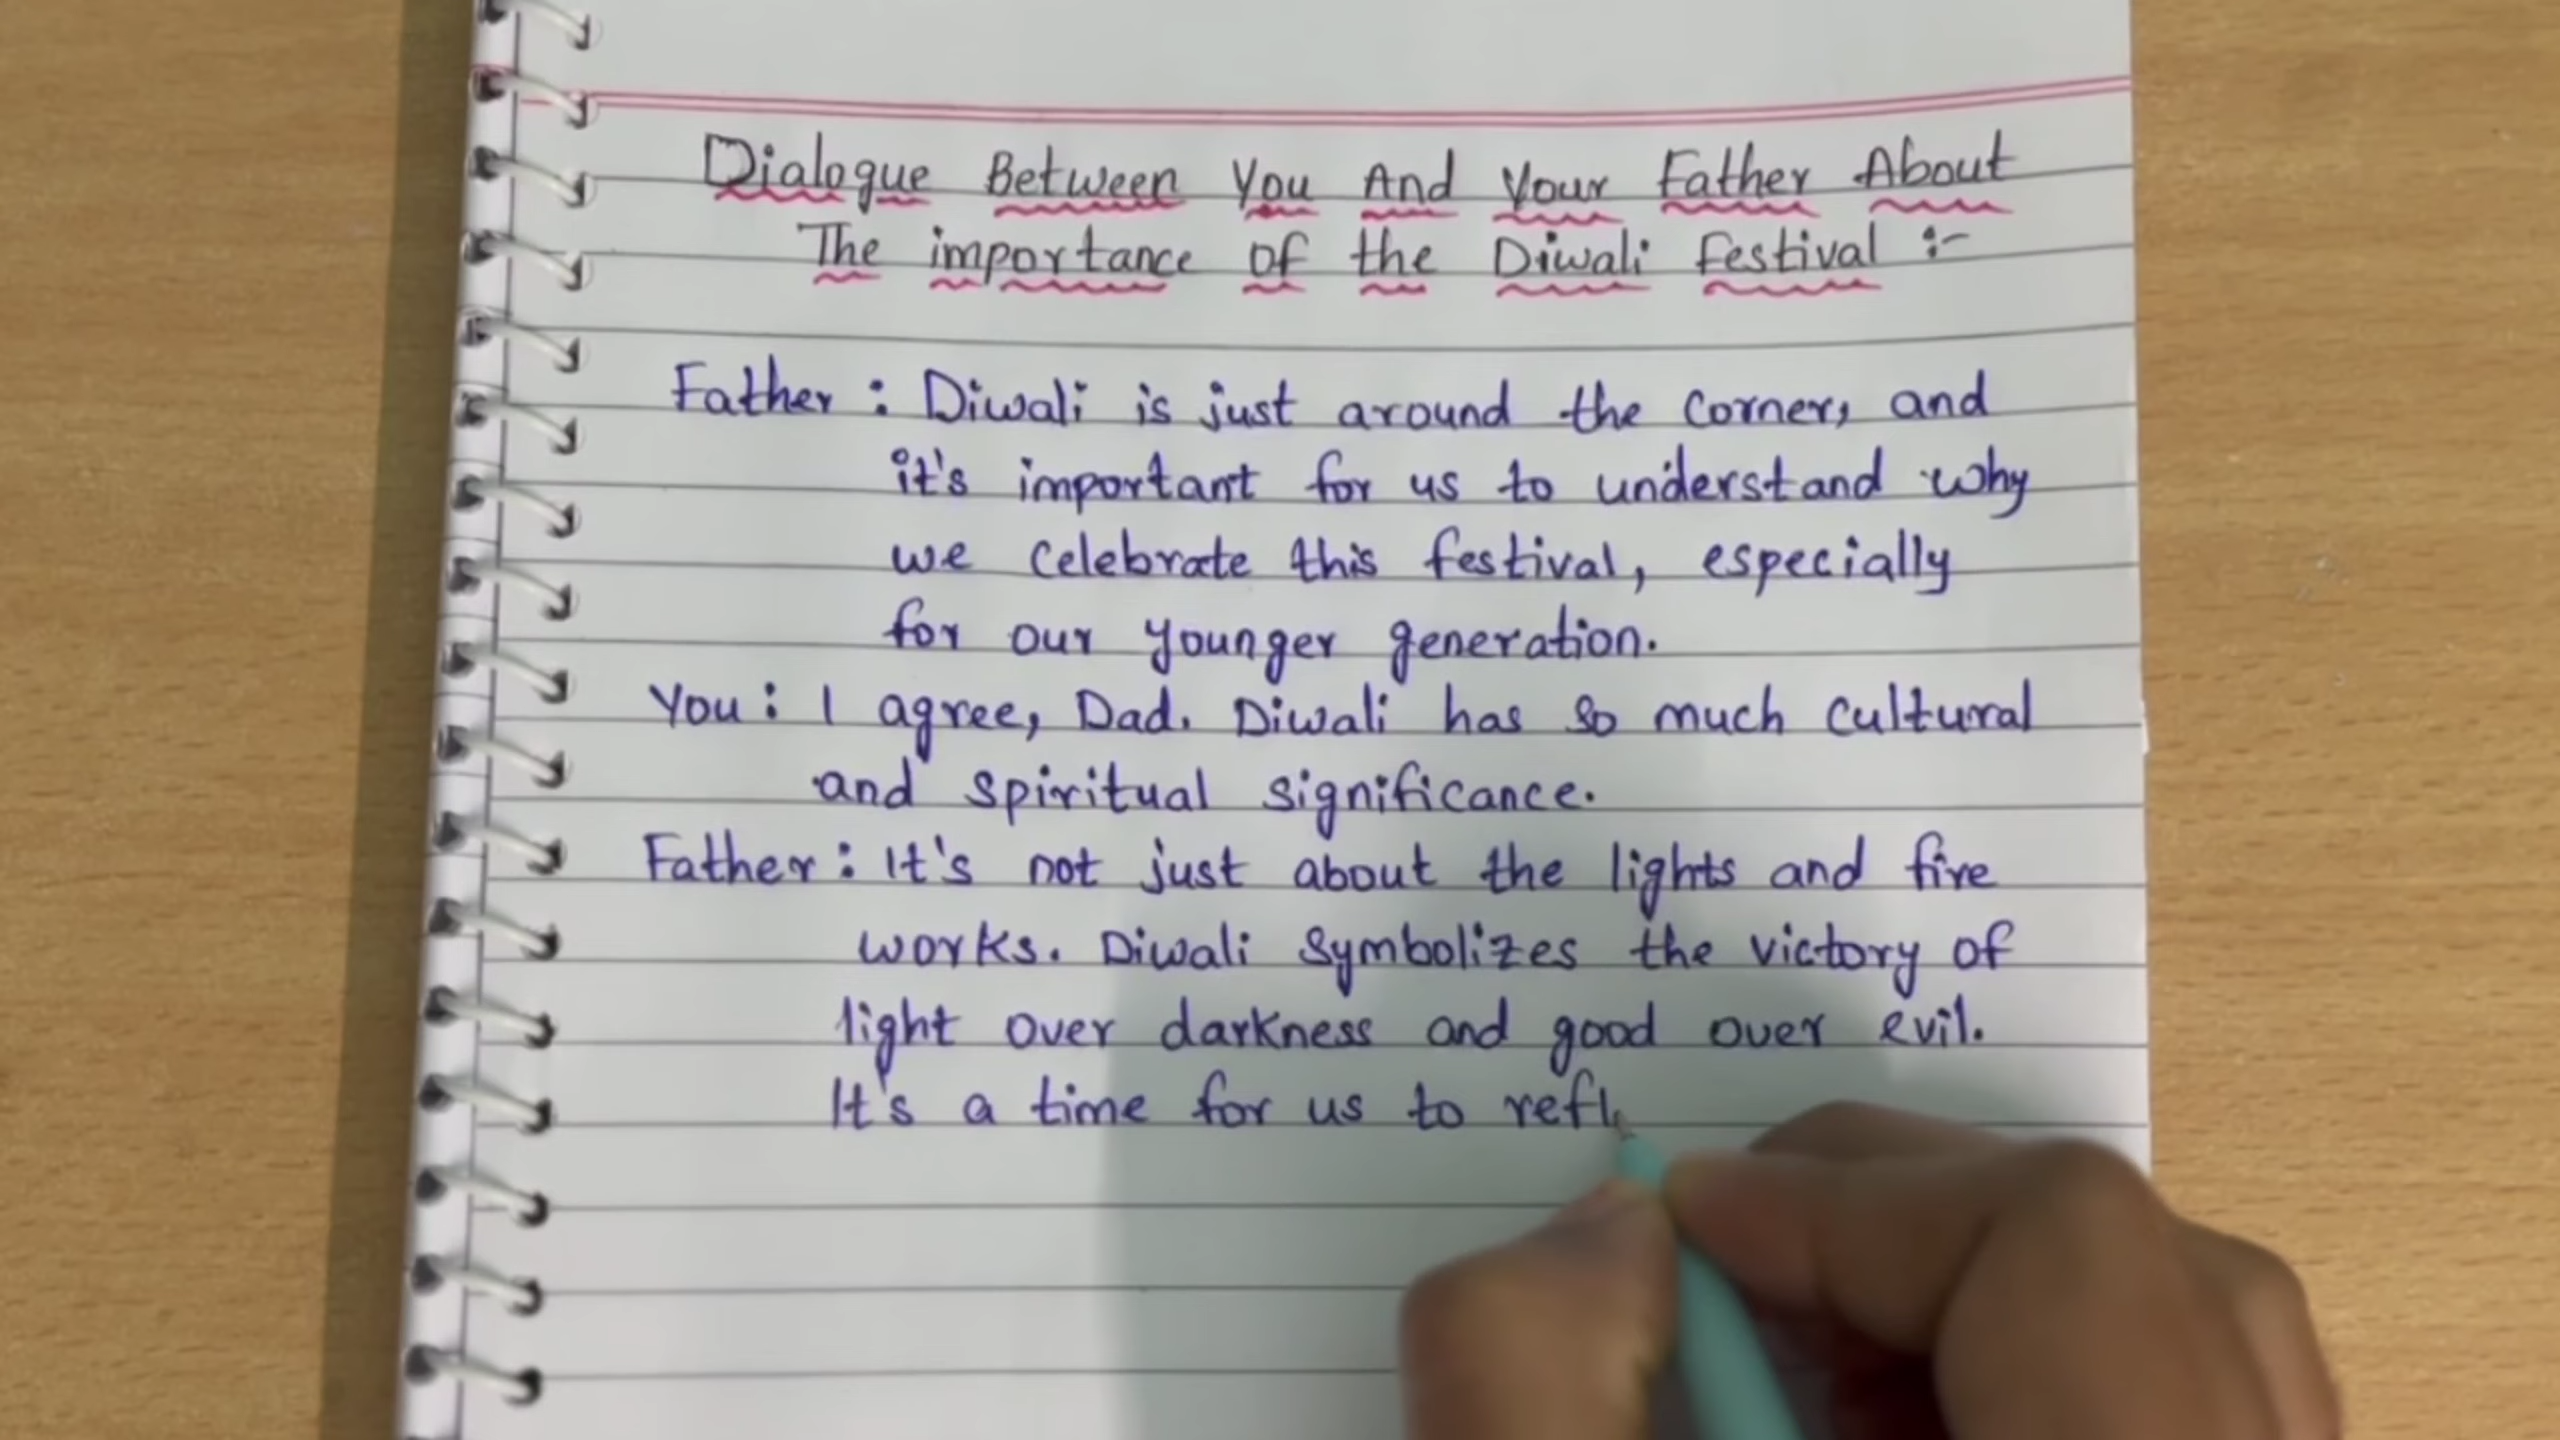 Dialogue Between You And Your Father About
The importance of the Diwali Festival :-
Father : Diwali is just around the corner, and
it's important for us to understand why
we celebrate this festival, especially
for our younger generation.
You : I agree, Dad. Diwali has so much cultural
and spiritual significance.
Father : It's not just about the lights and fire
works. Diwali symbolizes the victory of
light over darkness and good over evil.
It's a time for us to refl